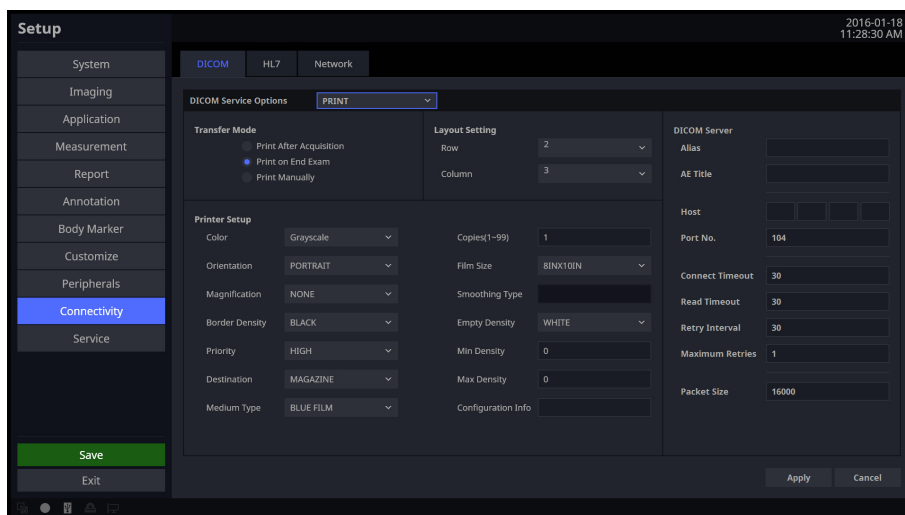 Setup
2016-01-18
11:28:30 AM
System
Imaging
Application
Measurement
Report
Annotation
Body Marker
Customize
Peripherals
Connectivity
Service
Save
Exit
DICOM HL7 Network
DICOM Service Options PRINT
Transfer Mode
Print After Acquisition
Print on End Exam
Print Manually
Layout Setting
Row 2
Column 3
Printer Setup
Color Grayscale
Orientation PORTRAIT
Magnification NONE
Border Density BLACK
Priority HIGH
Destination MAGAZINE
Medium Type BLUE FILM
Copies(1~99) 1
Film Size 8INX10IN
Smoothing Type
Empty Density WHITE
Min Density 0
Max Density 0
Configuration Info
DICOM Server
Alias
AE Title
Host
Port No. 104
Connect Timeout 30
Read Timeout 30
Retry Interval 30
Maximum Retries 1
Packet Size 16000
Apply Cancel